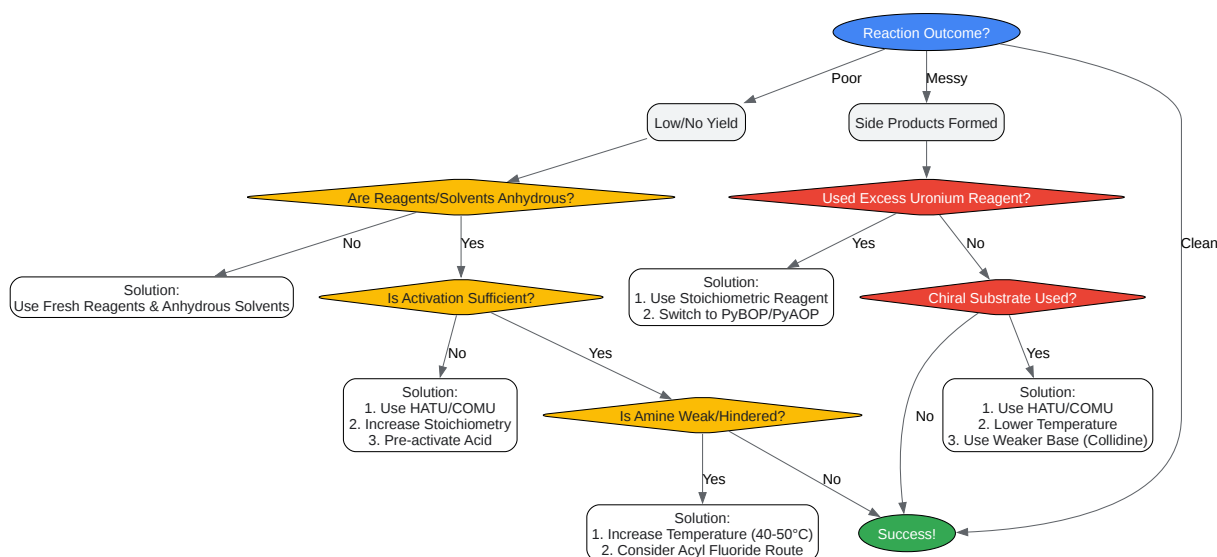 Reaction Outcome?
Poor
Messy
Low/No Yield
Side Products Formed
Are Reagents/Solvents Anhydrous?
Used Excess Uronium Reagent?
No
Yes
Yes
No
Clean
Solution:
Use Fresh Reagents & Anhydrous Solvents
Is Activation Sufficient?
Solution:
1. Use Stoichiometric Reagent
2. Switch to PyBOP/PyAOP
Chiral Substrate Used?
No
Yes
Yes
Solution:
1. Use HATU/COMU
2. Increase Stoichiometry
3. Pre-activate Acid
Is Amine Weak/Hindered?
No
Solution:
1. Use HATU/COMU
2. Lower Temperature
3. Use Weaker Base (Collidine)
Yes
No
Solution:
1. Increase Temperature (40-50°C)
2. Consider Acyl Fluoride Route
Success!